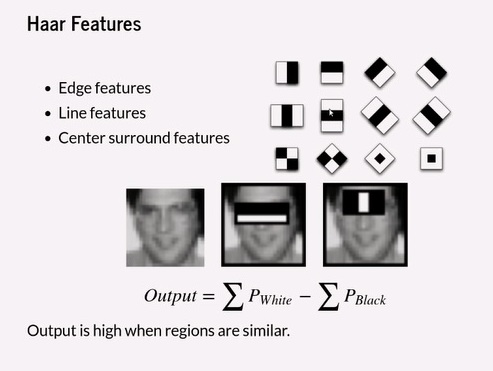 Haar Features
• Edge features
• Line features
• Center surround features
Output = ∑ P_White − ∑ P_Black
Output is high when regions are similar.